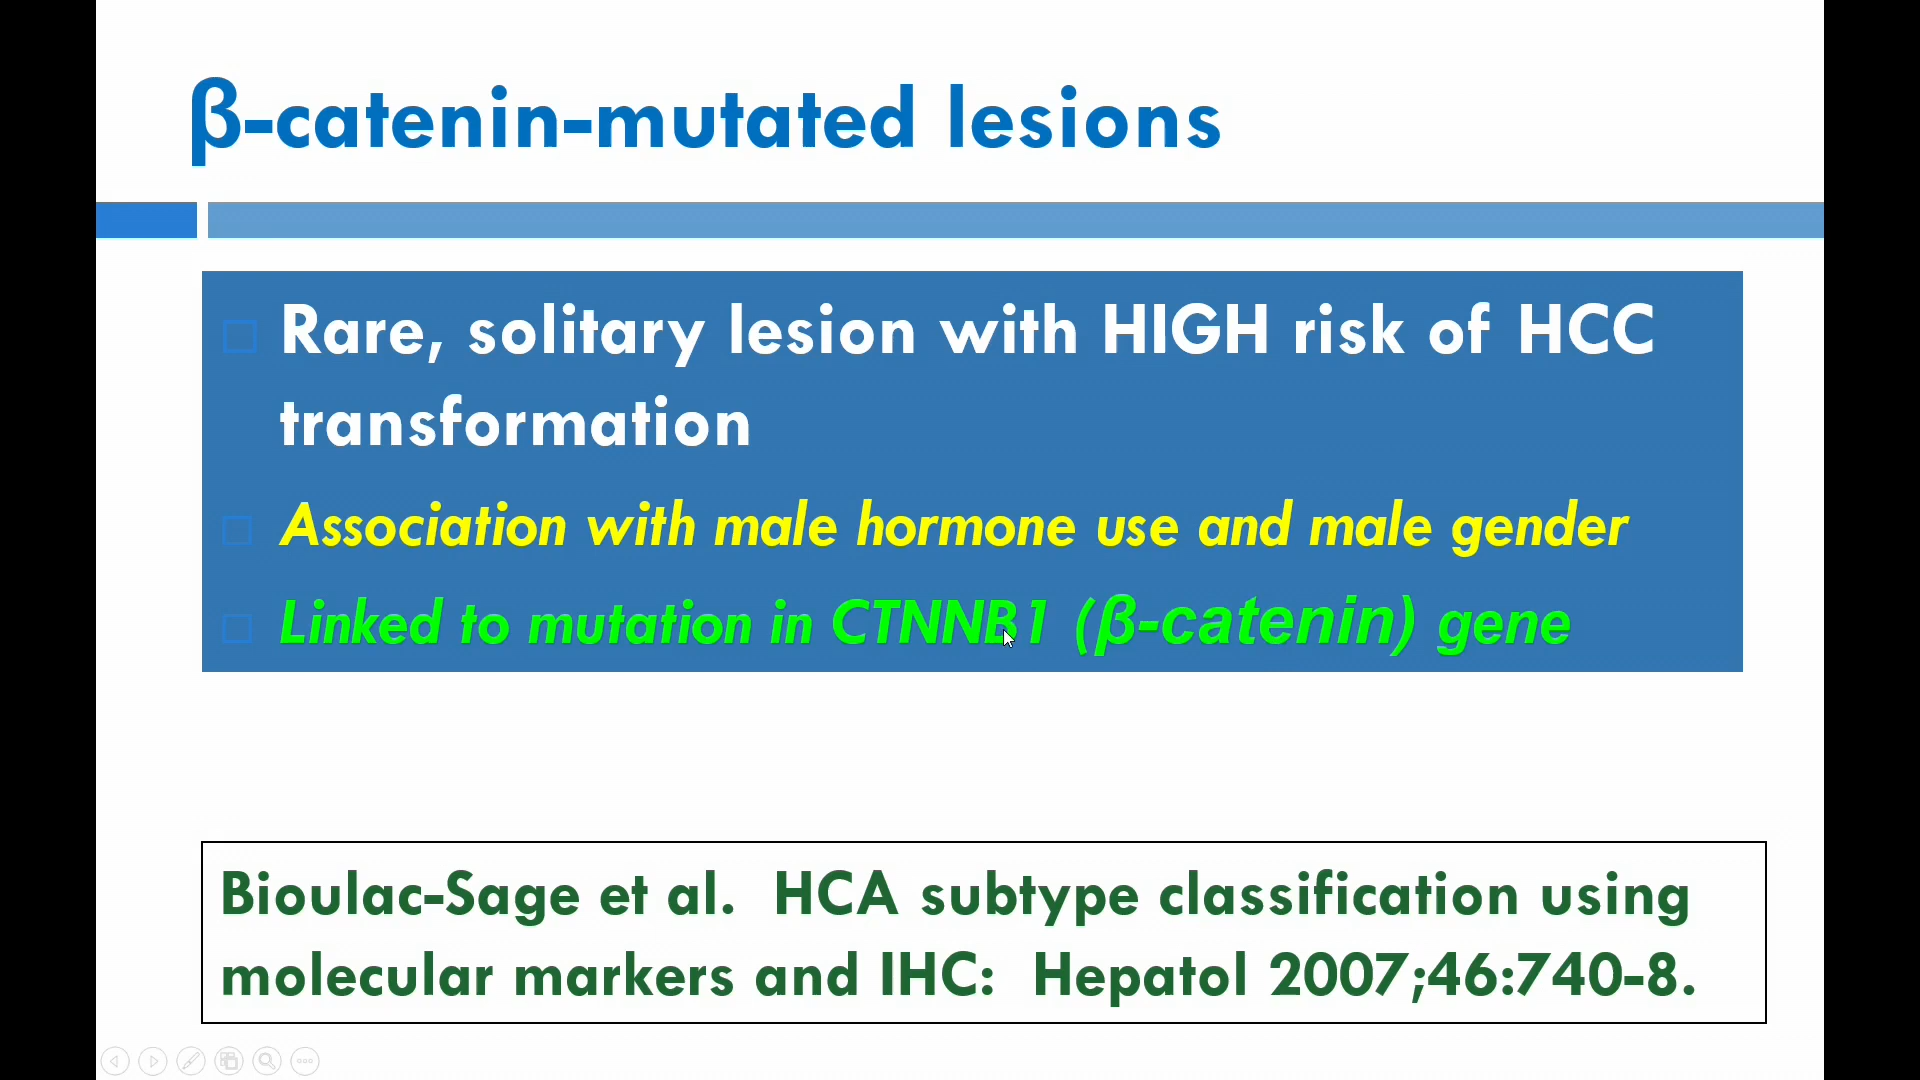 β-catenin-mutated lesions
Rare, solitary lesion with HIGH risk of HCC
transformation
Association with male hormone use and male gender
Linked to mutation in CTNNB1 (β-catenin) gene
Bioulac-Sage et al.  HCA subtype classification using
molecular markers and IHC:  Hepatol 2007;46:740-8.